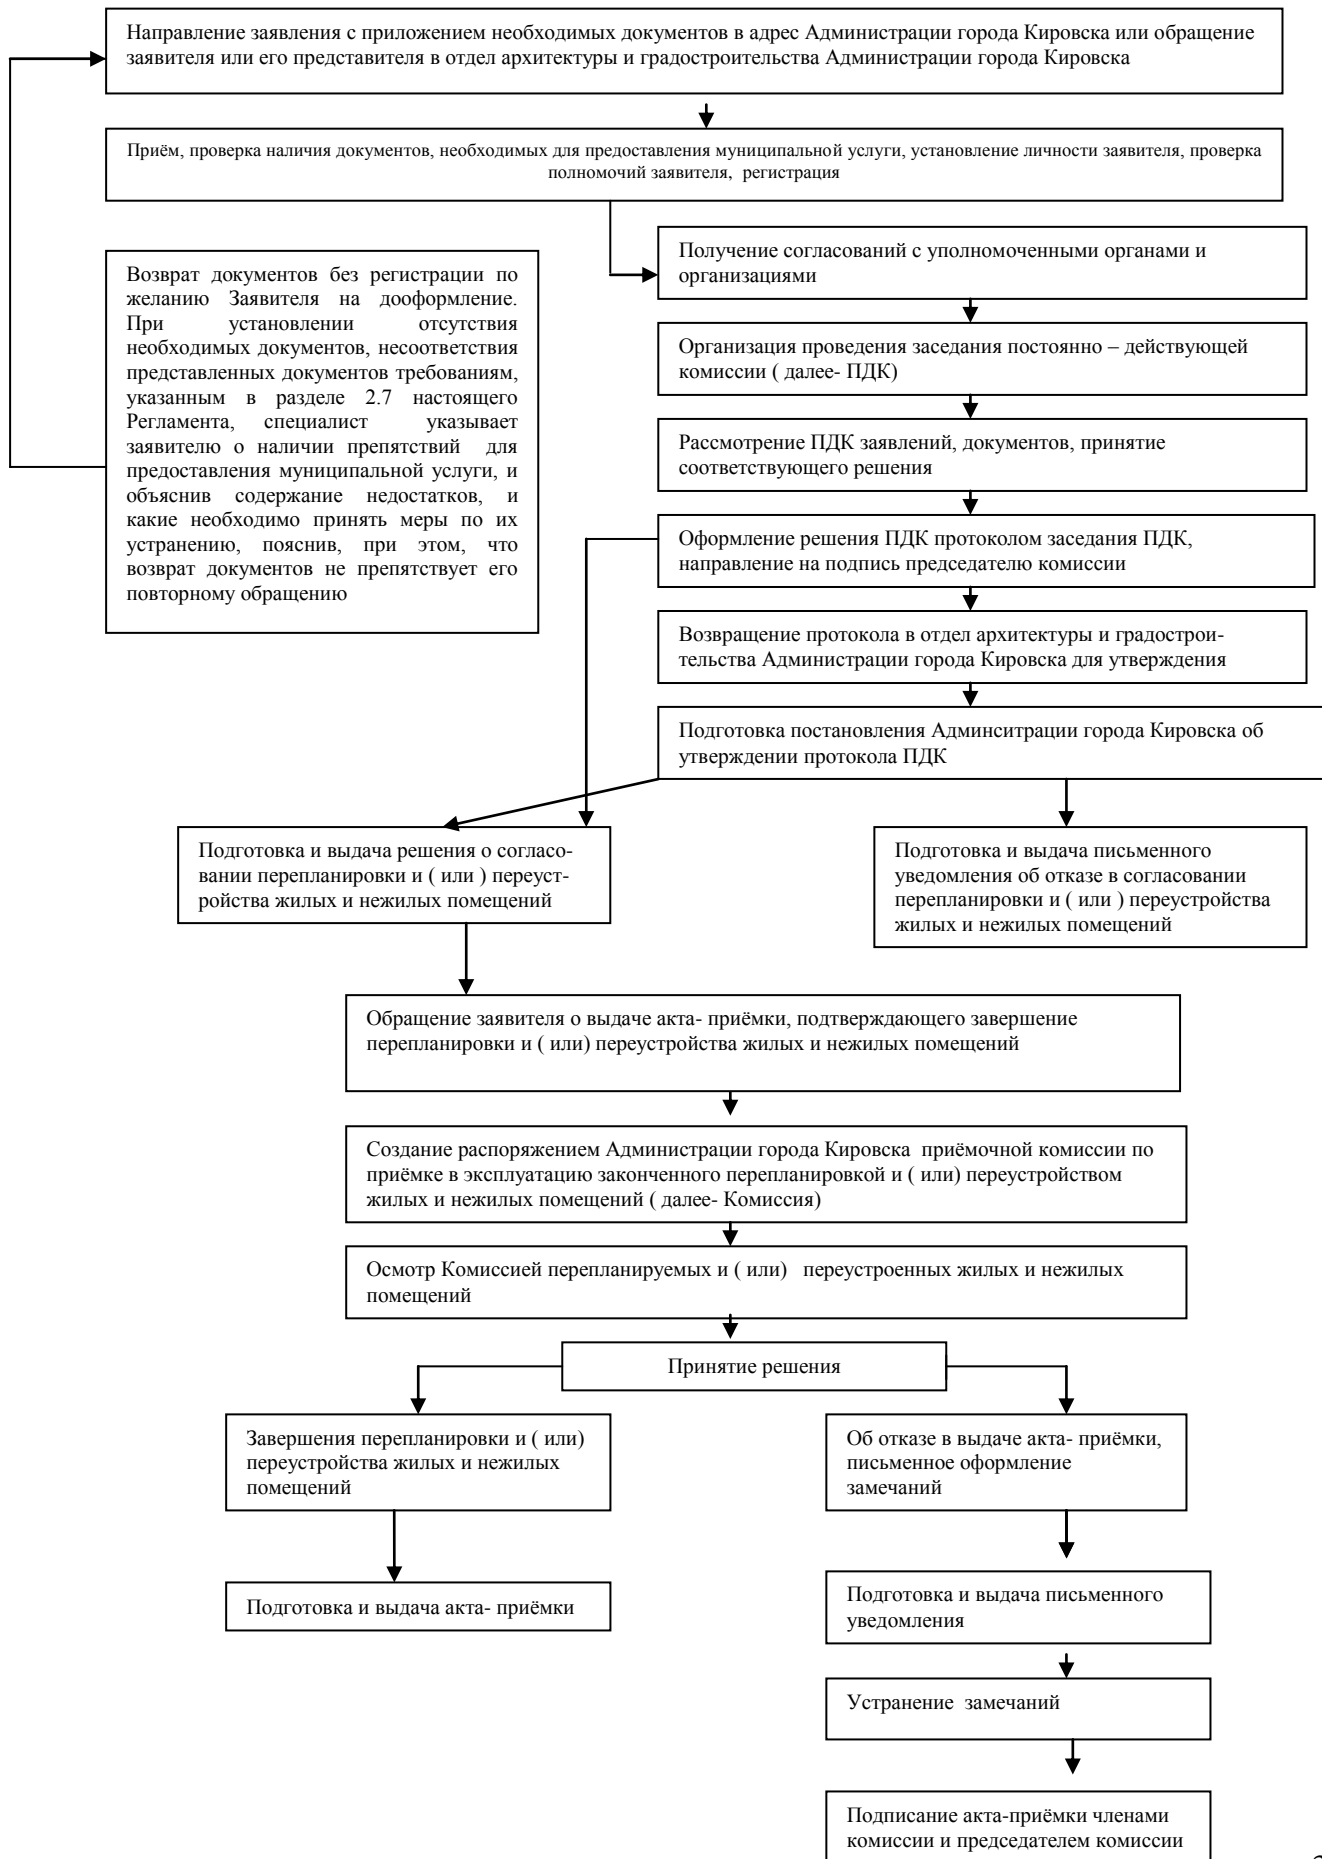 Направление заявления с приложением необходимых документов в адрес Администрации города Кировска или обращение
заявителя или его представителя в отдел архитектуры и градостроительства Администрации города Кировска
Приём, проверка наличия документов, необходимых для предоставления муниципальной услуги, установление личности заявителя, проверка
полномочий заявителя, регистрация
Возврат документов без регистрации по
желанию Заявителя на дооформление.
При установлении отсутствия
необходимых документов, несоответствия
представленных документов требованиям,
указанным в разделе 2.7 настоящего
Регламента, специалист указывает
заявителю о наличии препятствий для
предоставления муниципальной услуги, и
объяснив содержание недостатков, и
какие необходимо принять меры по их
устранению, пояснив, при этом, что
возврат документов не препятствует его
повторному обращению
Получение согласований с уполномоченными органами и
организациями
Организация проведения заседания постоянно – действующей
комиссии ( далее- ПДК)
Рассмотрение ПДК заявлений, документов, принятие
соответствующего решения
Оформление решения ПДК протоколом заседания ПДК,
направление на подпись председателю комиссии
Возвращение протокола в отдел архитектуры и градострои-
тельства Администрации города Кировска для утверждения
Подготовка постановления Админситрации города Кировска об
утверждении протокола ПДК
Подготовка и выдача решения о согласо-
вании перепланировки и ( или ) переуст-
ройства жилых и нежилых помещений
Подготовка и выдача письменного
уведомления об отказе в согласовании
перепланировки и ( или ) переустройства
жилых и нежилых помещений
Обращение заявителя о выдаче акта- приёмки, подтверждающего завершение
перепланировки и ( или) переустройства жилых и нежилых помещений
Создание распоряжением Администрации города Кировска приёмочной комиссии по
приёмке в эксплуатацию законченного перепланировкой и ( или) переустройством
жилых и нежилых помещений ( далее- Комиссия)
Осмотр Комиссией перепланируемых и ( или) переустроенных жилых и нежилых
помещений
Принятие решения
Завершения перепланировки и ( или)
переустройства жилых и нежилых
помещений
Об отказе в выдаче акта- приёмки,
письменное оформление
замечаний
Подготовка и выдача акта- приёмки
Подготовка и выдача письменного
уведомления
Устранение замечаний
Подписание акта-приёмки членами
комиссии и председателем комиссии